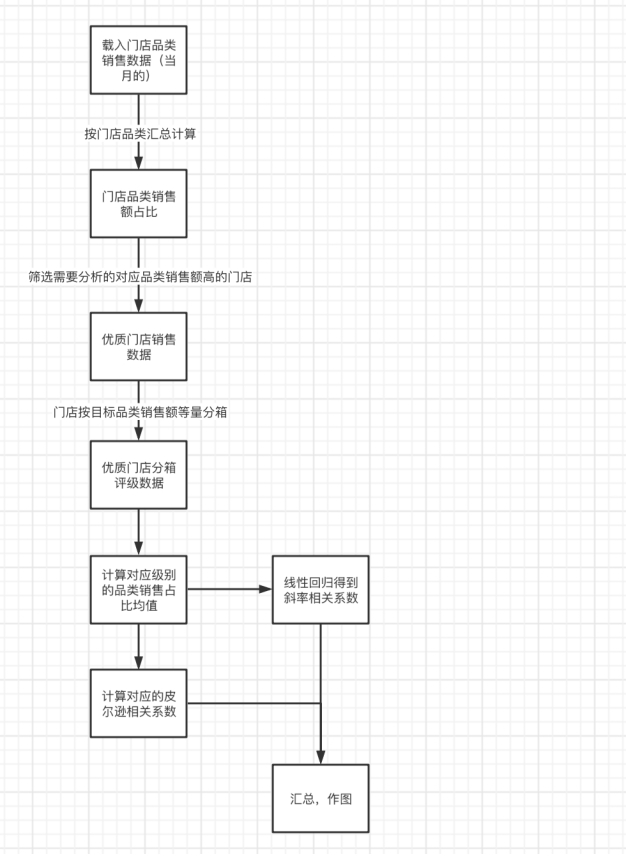 载入门店品类
销售数据（当
月的）
按门店品类汇总计算
门店品类销售
额占比
筛选需要分析的对应品类销售额高的门店
优质门店销售
数据
门店按目标品类销售额等量分箱
优质门店分箱
评级数据
计算对应级别
的品类销售占
比均值
线性回归得到
斜率相关系数
计算对应的皮
尔逊相关系数
汇总，作图